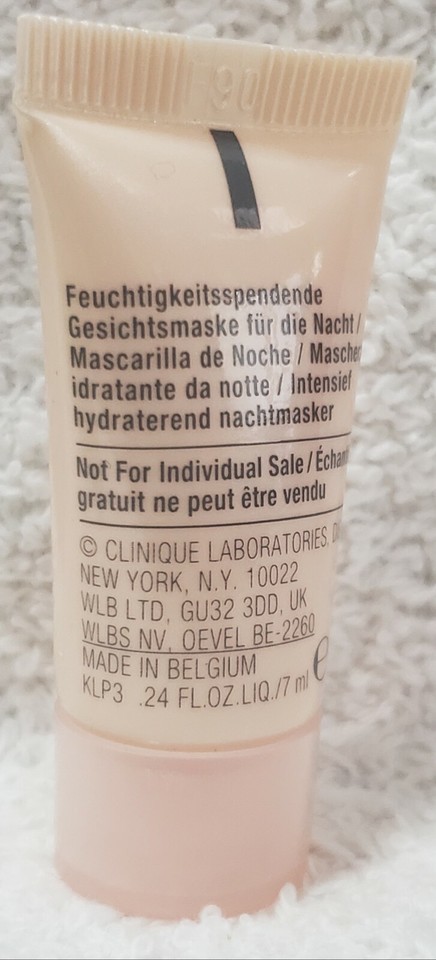 Feuchtigkeitsspendende
Gesichtsmaske für die Nacht /
Mascarilla de Noche /
idratante da notte / Intensief
hydraterend nachtmasker
Not For Individual Sale /
gratuit ne peut être vendu
© CLINIQUE LABORATORIES,
NEW YORK, N.Y. 10022
WLB LTD, GU32 3DD, UK
WLBS NV, OEVEL BE-2260
MADE IN BELGIUM
KLP3 .24 FL.OZ.LIQ./7 ml e